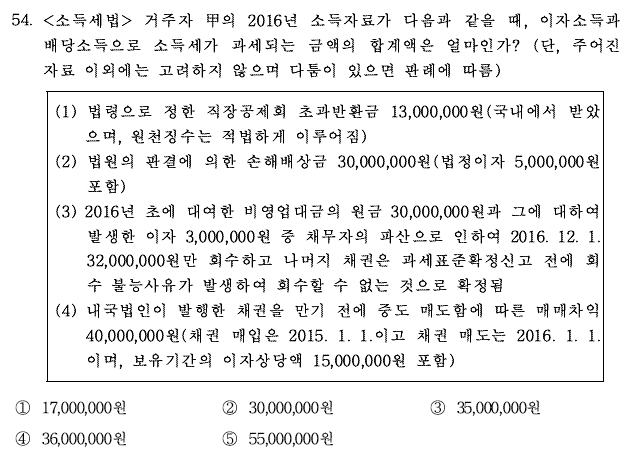 54. <소득세법> 거주자 甲의 2016년 소득자료가 다음과 같을 때, 이자소득과
배당소득으로 소득세가 과세되는 금액의 합계액은 얼마인가? (단, 주어진
자료 이외에는 고려하지 않으며 다툼이 있으면 판례에 따름)
(1) 법령으로 정한 직장공제회 초과반환금 13,000,000원(국내에서 받았
으며, 원천징수는 적법하게 이루어짐)
(2) 법원의 판결에 의한 손해배상금 30,000,000원(법정이자 5,000,000원
포함)
(3) 2016년 초에 대여한 비영업대금의 원금 30,000,000원과 그에 대하여
발생한 이자 3,000,000원 중 채무자의 파산으로 인하여 2016. 12. 1.
32,000,000원만 회수하고 나머지 채권은 과세표준확정신고 전에 회
수 불능사유가 발생하여 회수할 수 없는 것으로 확정됨
(4) 내국법인이 발행한 채권을 만기 전에 중도 매도함에 따른 매매차익
40,000,000원(채권 매입은 2015. 1. 1.이고 채권 매도는 2016. 1. 1.
이며, 보유기간의 이자상당액 15,000,000원 포함)
① 17,000,000원 ② 30,000,000원 ③ 35,000,000원
④ 36,000,000원 ⑤ 55,000,000원